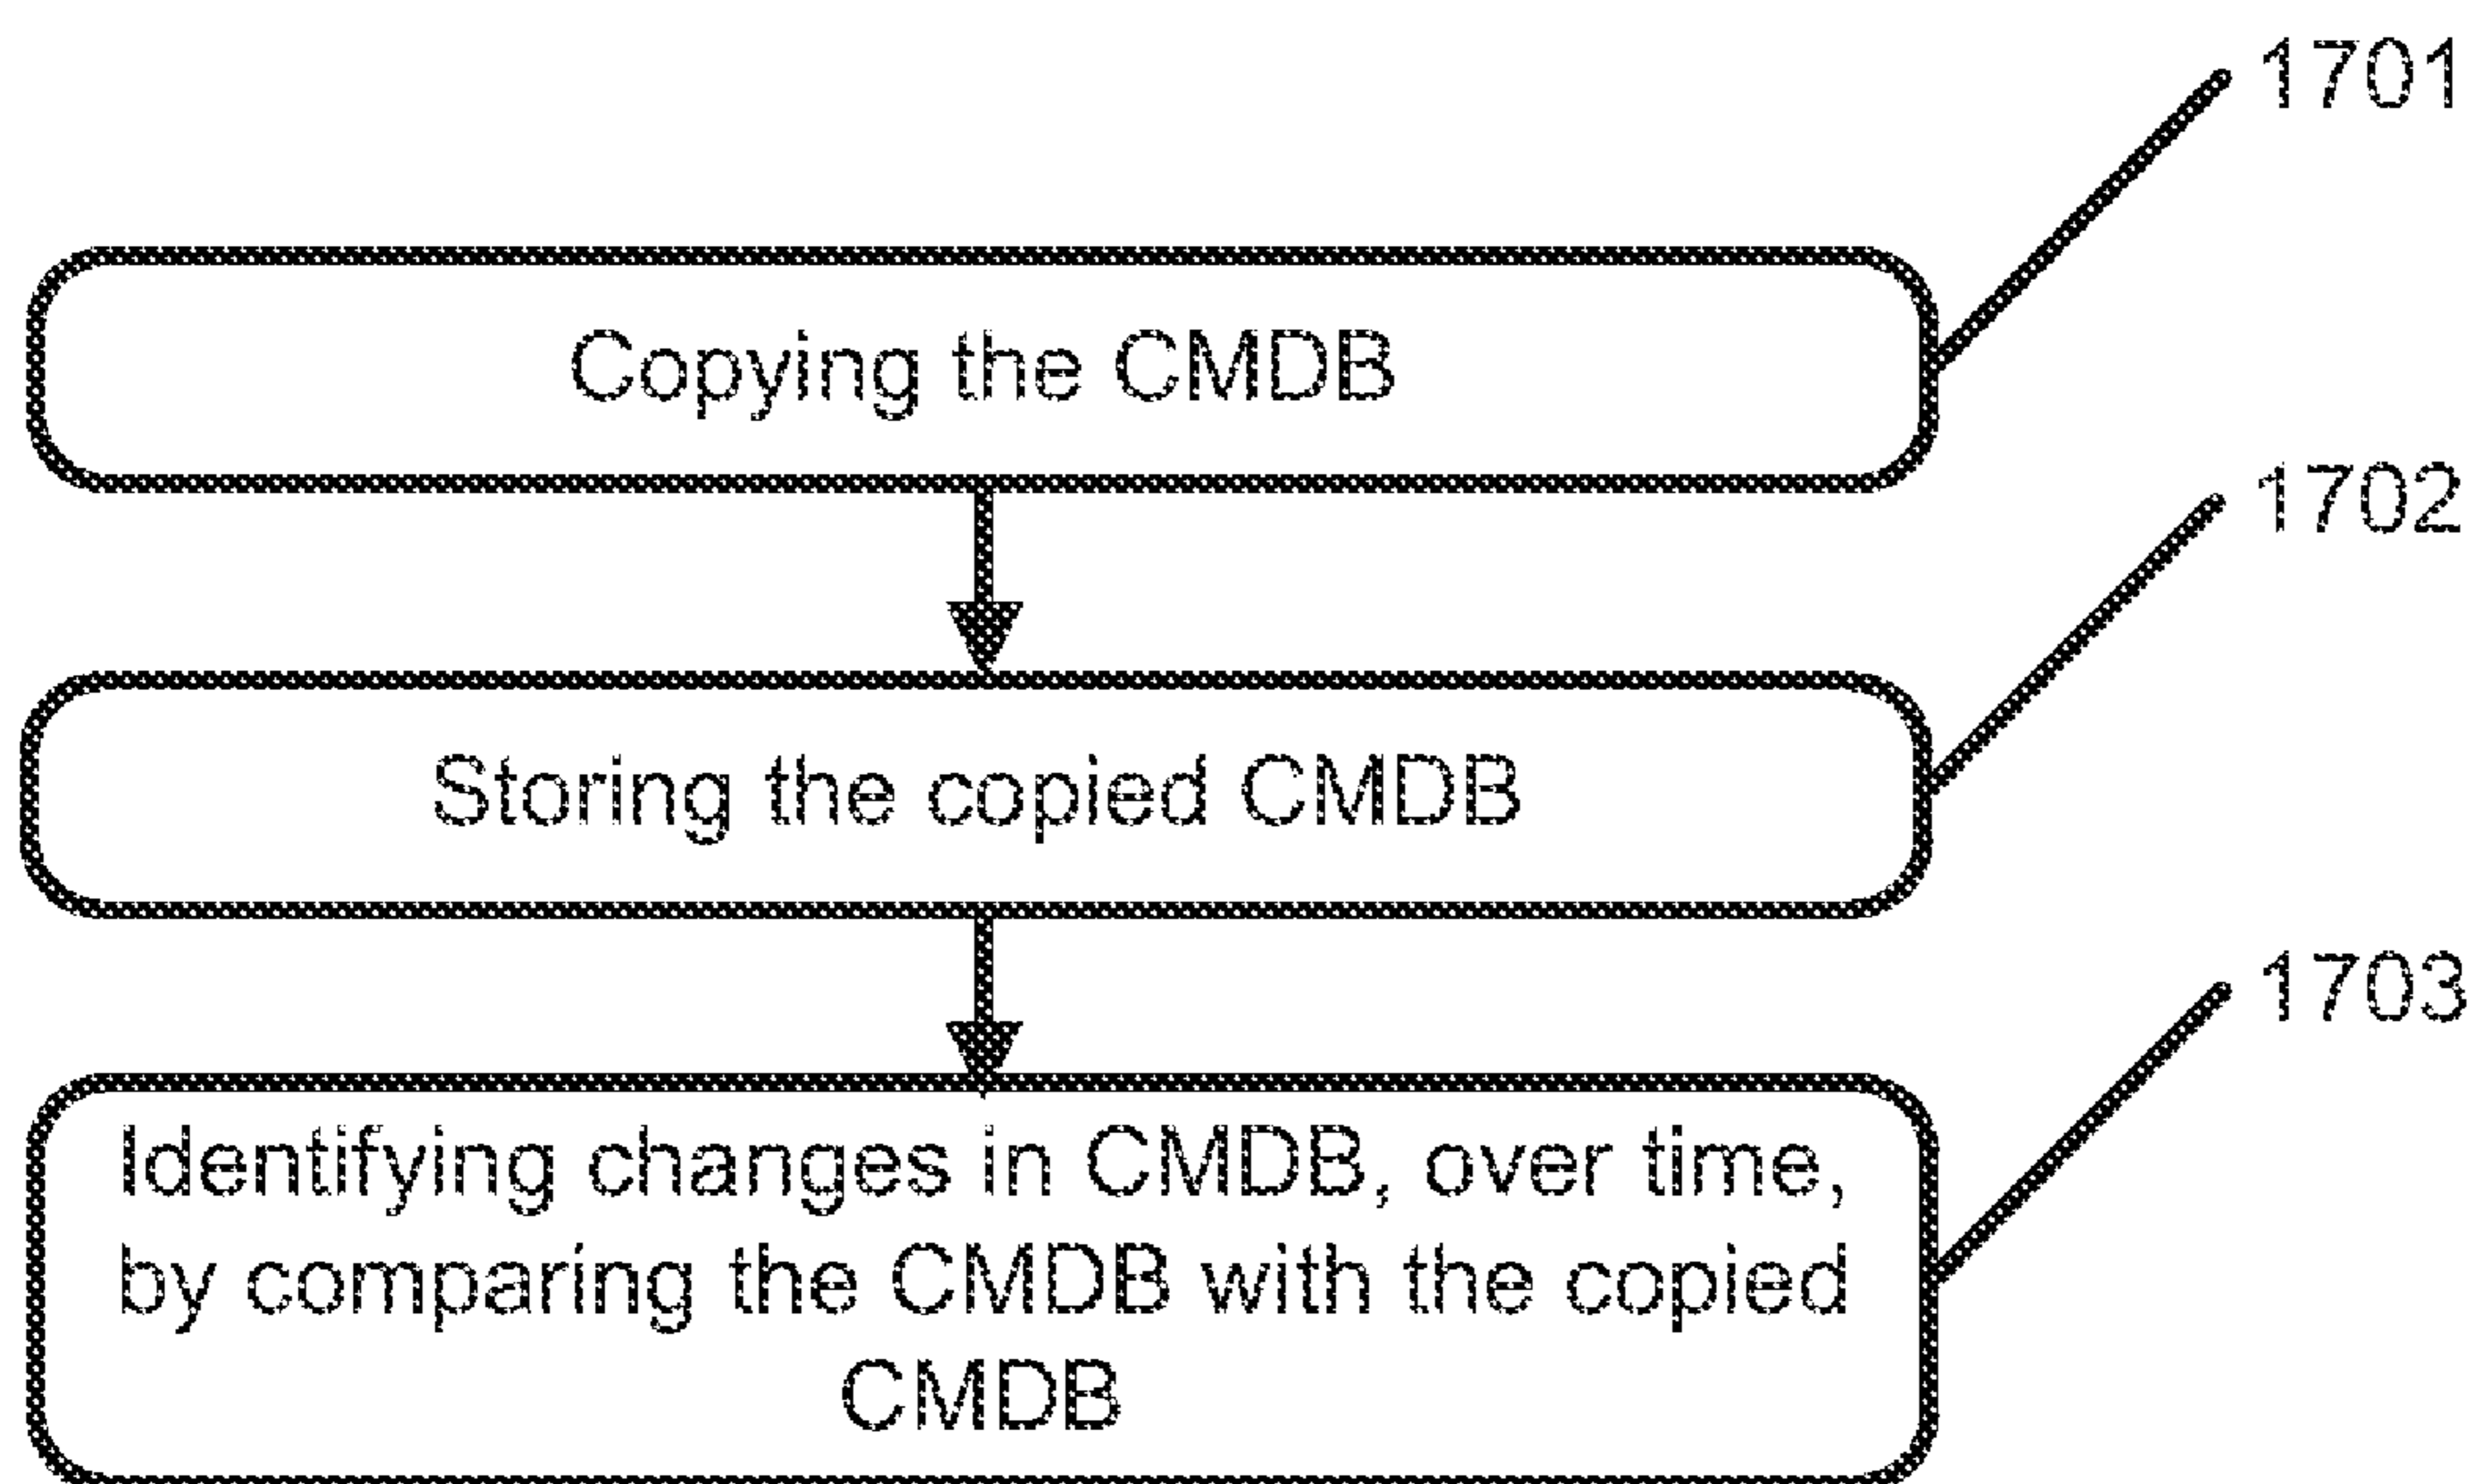 1701
Copying the CMDB
1702
Storing the copied CMDB
1703
Identifying changes in CMDB, over time,
by comparing the CMDB with the copied
CMDB